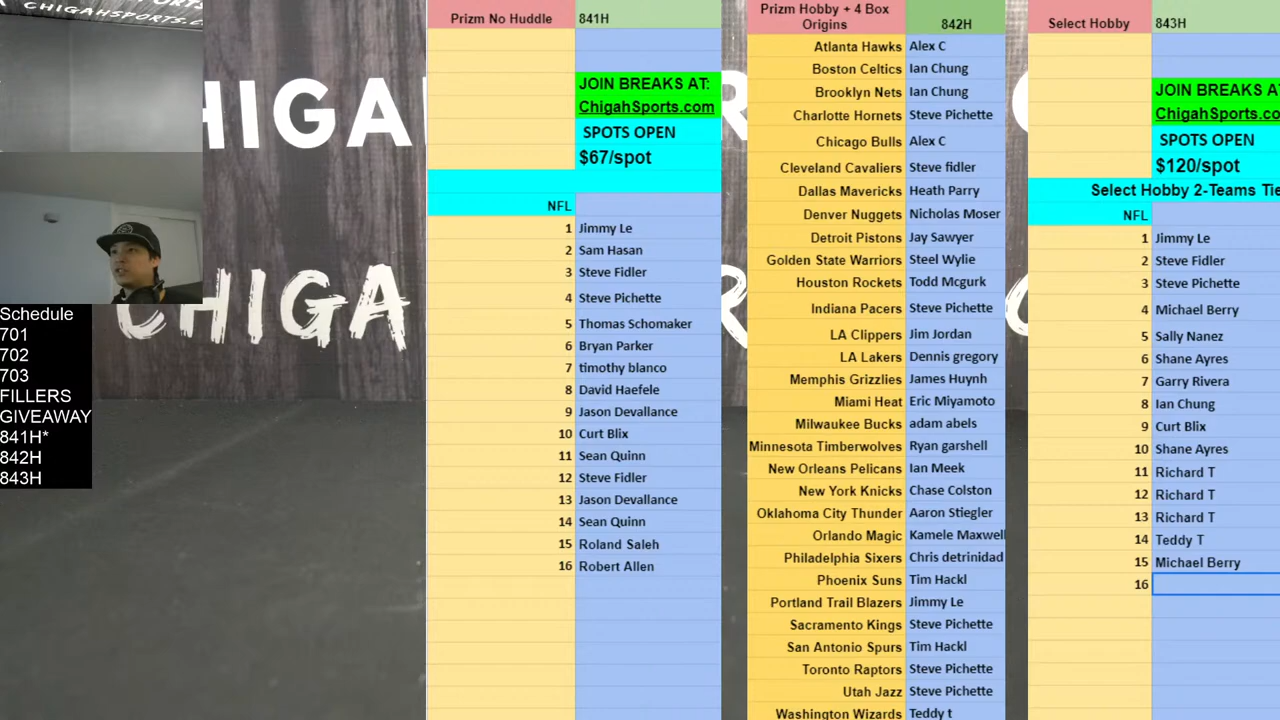 CHIGAHSPORTS.C
HIGAH
CHIGA
Schedule
701
702
703
FILLERS
GIVEAWAY
841H*
842H
843H
Prizm No Huddle 841H
JOIN BREAKS AT:
ChigahSports.com
SPOTS OPEN
$67/spot
NFL
1 Jimmy Le
2 Sam Hasan
3 Steve Fidler
4 Steve Pichette
5 Thomas Schomaker
6 Bryan Parker
7 timothy blanco
8 David Haefele
9 Jason Devallance
10 Curt Blix
11 Sean Quinn
12 Steve Fidler
13 Jason Devallance
14 Sean Quinn
15 Roland Saleh
16 Robert Allen
Prizm Hobby + 4 Box
Origins 842H
Atlanta Hawks Alex C
Boston Celtics Ian Chung
Brooklyn Nets Ian Chung
Charlotte Hornets Steve Pichette
Chicago Bulls Alex C
Cleveland Cavaliers Steve fidler
Dallas Mavericks Heath Parry
Denver Nuggets Nicholas Moser
Detroit Pistons Jay Sawyer
Golden State Warriors Steel Wylie
Houston Rockets Todd Mcgurk
Indiana Pacers Steve Pichette
LA Clippers Jim Jordan
LA Lakers Dennis gregory
Memphis Grizzlies James Huynh
Miami Heat Eric Miyamoto
Milwaukee Bucks adam abels
Minnesota Timberwolves Ryan garshell
New Orleans Pelicans Ian Meek
New York Knicks Chase Colston
Oklahoma City Thunder Aaron Stiegler
Orlando Magic Kamele Maxwell
Philadelphia Sixers Chris detrinidad
Phoenix Suns Tim Hackl
Portland Trail Blazers Jimmy Le
Sacramento Kings Steve Pichette
San Antonio Spurs Tim Hackl
Toronto Raptors Steve Pichette
Utah Jazz Steve Pichette
Washington Wizards Teddy t
Select Hobby 843H
JOIN BREAKS AT
ChigahSports.co
SPOTS OPEN
$120/spot
Select Hobby 2-Teams Tie
NFL
1 Jimmy Le
2 Steve Fidler
3 Steve Pichette
4 Michael Berry
5 Sally Nanez
6 Shane Ayres
7 Garry Rivera
8 Ian Chung
9 Curt Blix
10 Shane Ayres
11 Richard T
12 Richard T
13 Richard T
14 Teddy T
15 Michael Berry
16